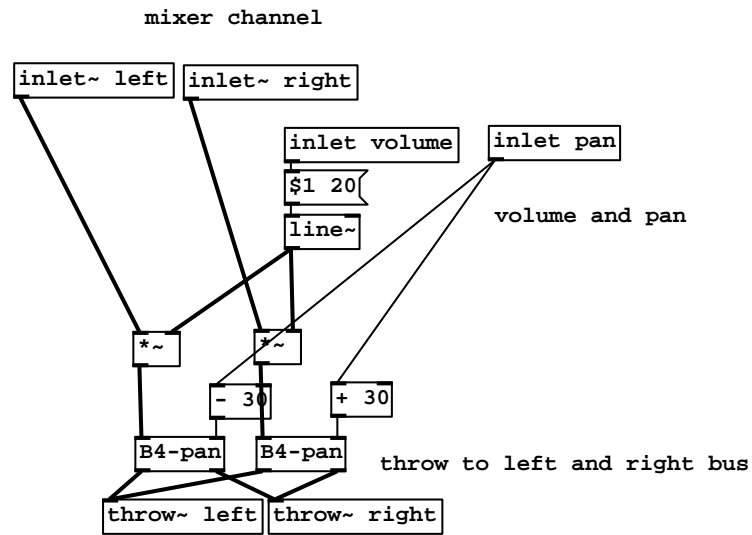 mixer channel
inlet~ left
inlet~ right
inlet volume
inlet pan
$1 20
volume and pan
line~
*~
*~
- 30
+ 30
B4-pan
B4-pan
throw to left and right bus
throw~ left
throw~ right